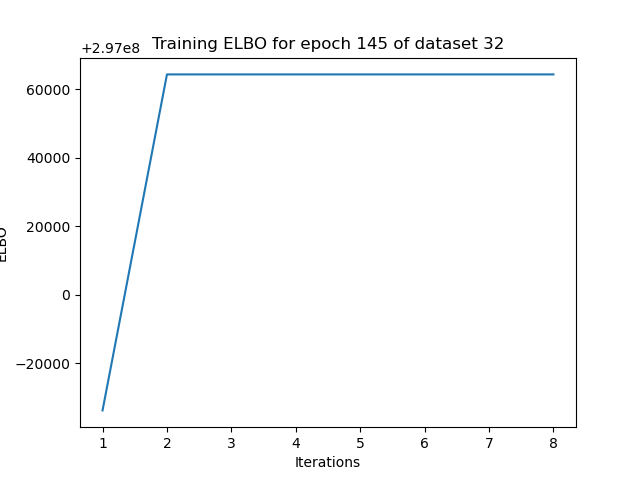 +2.97e8
Training ELBO for epoch 145 of dataset 32
60000
40000
20000
0
−20000
ELBO
1 2 3 4 5 6 7 8
Iterations